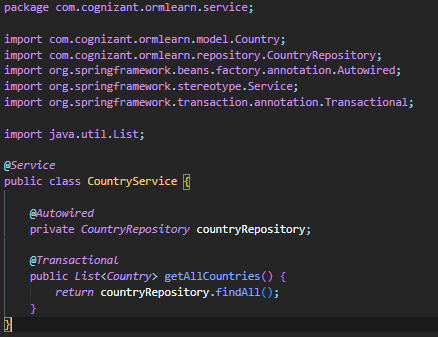 package com.cognizant.ormlearn.service;
import com.cognizant.ormlearn.model.Country;
import com.cognizant.ormlearn.repository.CountryRepository;
import org.springframework.beans.factory.annotation.Autowired;
import org.springframework.stereotype.Service;
import org.springframework.transaction.annotation.Transactional;
import java.util.List;
@Service
public class CountryService {
    @Autowired
    private CountryRepository countryRepository;
    @Transactional
    public List<Country> getAllCountries() {
        return countryRepository.findAll();
    }
}